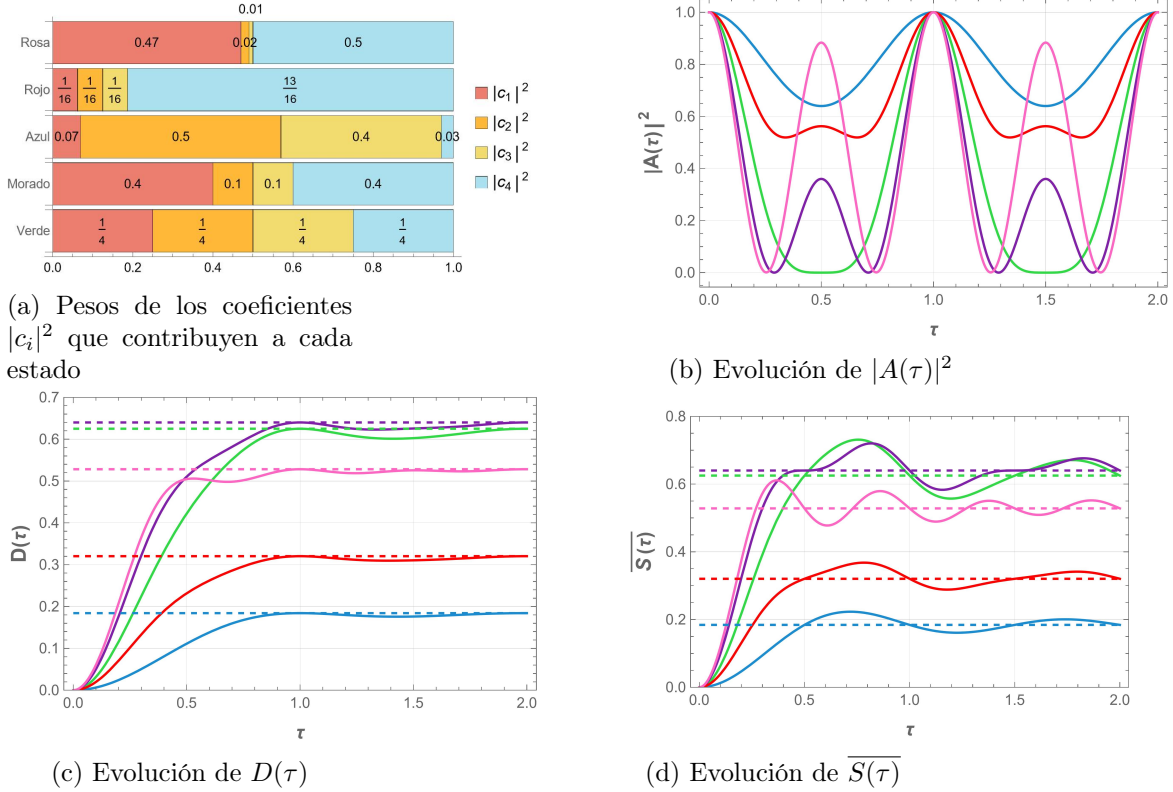 0.01
Rosa 0.47 0.02 0.5
Rojo 1/16 1/16 1/16 13/16
Azul 0.07 0.5 0.4 0.03
Morado 0.4 0.1 0.1 0.4
Verde 1/4 1/4 1/4 1/4
0.0 0.2 0.4 0.6 0.8 1.0
|c₁|²
|c₂|²
|c₃|²
|c₄|²
(a) Pesos de los coeficientes
|cᵢ|² que contribuyen a cada
estado
|A(τ)|²
1.0
0.8
0.6
0.4
0.2
0.0
0.0 0.5 1.0 1.5 2.0
τ
(b) Evolución de |A(τ)|²
D(τ)
0.7
0.6
0.5
0.4
0.3
0.2
0.1
0.0
0.0 0.5 1.0 1.5 2.0
τ
(c) Evolución de D(τ)
S̅(̅τ̅)̅
0.8
0.6
0.4
0.2
0.0
0.0 0.5 1.0 1.5 2.0
τ
(d) Evolución de S̅(̅τ̅)̅